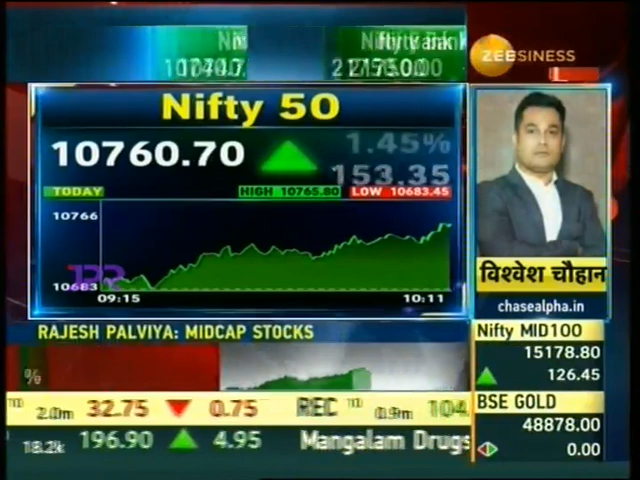 Nifty Bank
ZEE BUSINESS
Nifty 50
10760.70
1.45%
153.35
TODAY
HIGH 10765.80
LOW 10683.45
10766
10683
09:15
10:11
विश्वेश चौहान
chasealpha.in
RAJESH PALVIYA: MIDCAP STOCKS
Nifty MID100
15178.80
126.45
BSE GOLD
48878.00
0.00
%
2.0m 32.75 0.75 REC 0.9m 104.
18.2k 196.90 4.95 Mangalam Drugs